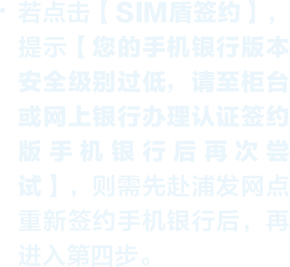 · 若点击【SIM盾签约】，
提示【您的手机银行版本
安全级别过低，请至柜台
或网上银行办理认证签约
版手机银行后再次尝
试】，则需先赴浦发网点
重新签约手机银行后，再
进入第四步。